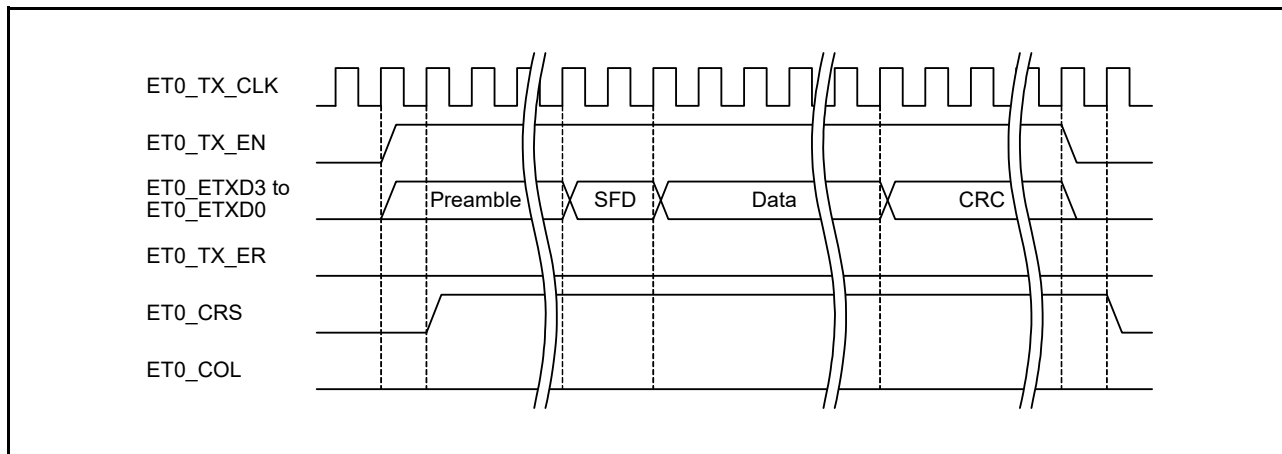 ET0_TX_CLK
ET0_TX_EN
ET0_ETXD3 to
ET0_ETXD0
Preamble
SFD
Data
CRC
ET0_TX_ER
ET0_CRS
ET0_COL